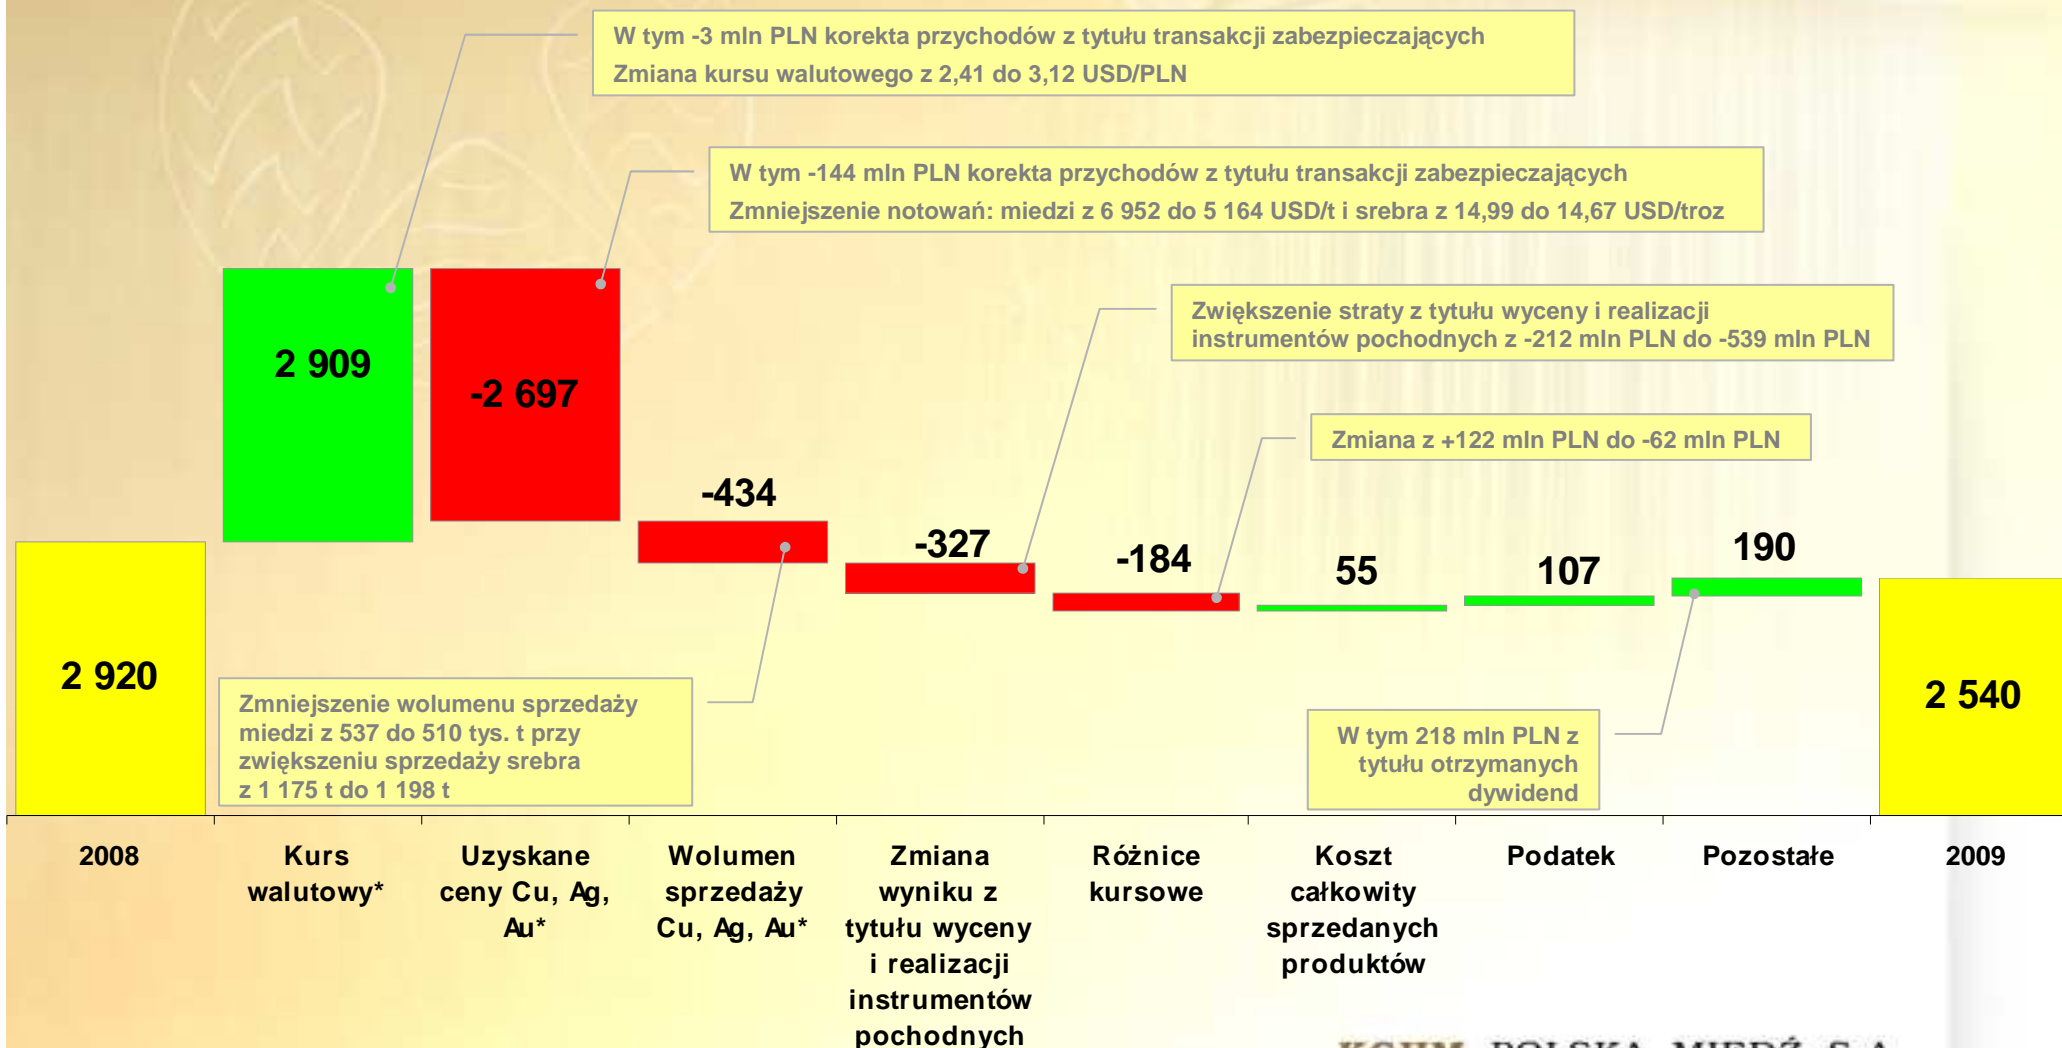 W tym -3 mln PLN korekta przychodów z tytułu transakcji zabezpieczających
Zmiana kursu walutowego z 2,41 do 3,12 USD/PLN
W tym -144 mln PLN korekta przychodów z tytułu transakcji zabezpieczających
Zmniejszenie notowań: miedzi z 6 952 do 5 164 USD/t i srebra z 14,99 do 14,67 USD/troz
Zwiększenie straty z tytułu wyceny i realizacji
instrumentów pochodnych z -212 mln PLN do -539 mln PLN
Zmiana z +122 mln PLN do -62 mln PLN
2 920
2 909
-2 697
-434
-327
-184
55
107
190
2 540
Zmniejszenie wolumenu sprzedaży
miedzi z 537 do 510 tys. t przy
zwiększeniu sprzedaży srebra
z 1 175 t do 1 198 t
W tym 218 mln PLN z
tytułu otrzymanych
dywidend
2008
Kurs
walutowy*
Uzyskane
ceny Cu, Ag,
Au*
Wolumen
sprzedaży
Cu, Ag, Au*
Zmiana
wyniku z
tytułu wyceny
i realizacji
instrumentów
pochodnych
Różnice
kursowe
Koszt
całkowity
sprzedanych
produktów
Podatek
Pozostałe
2009
KGHM POLSKA MIEDŹ S.A.